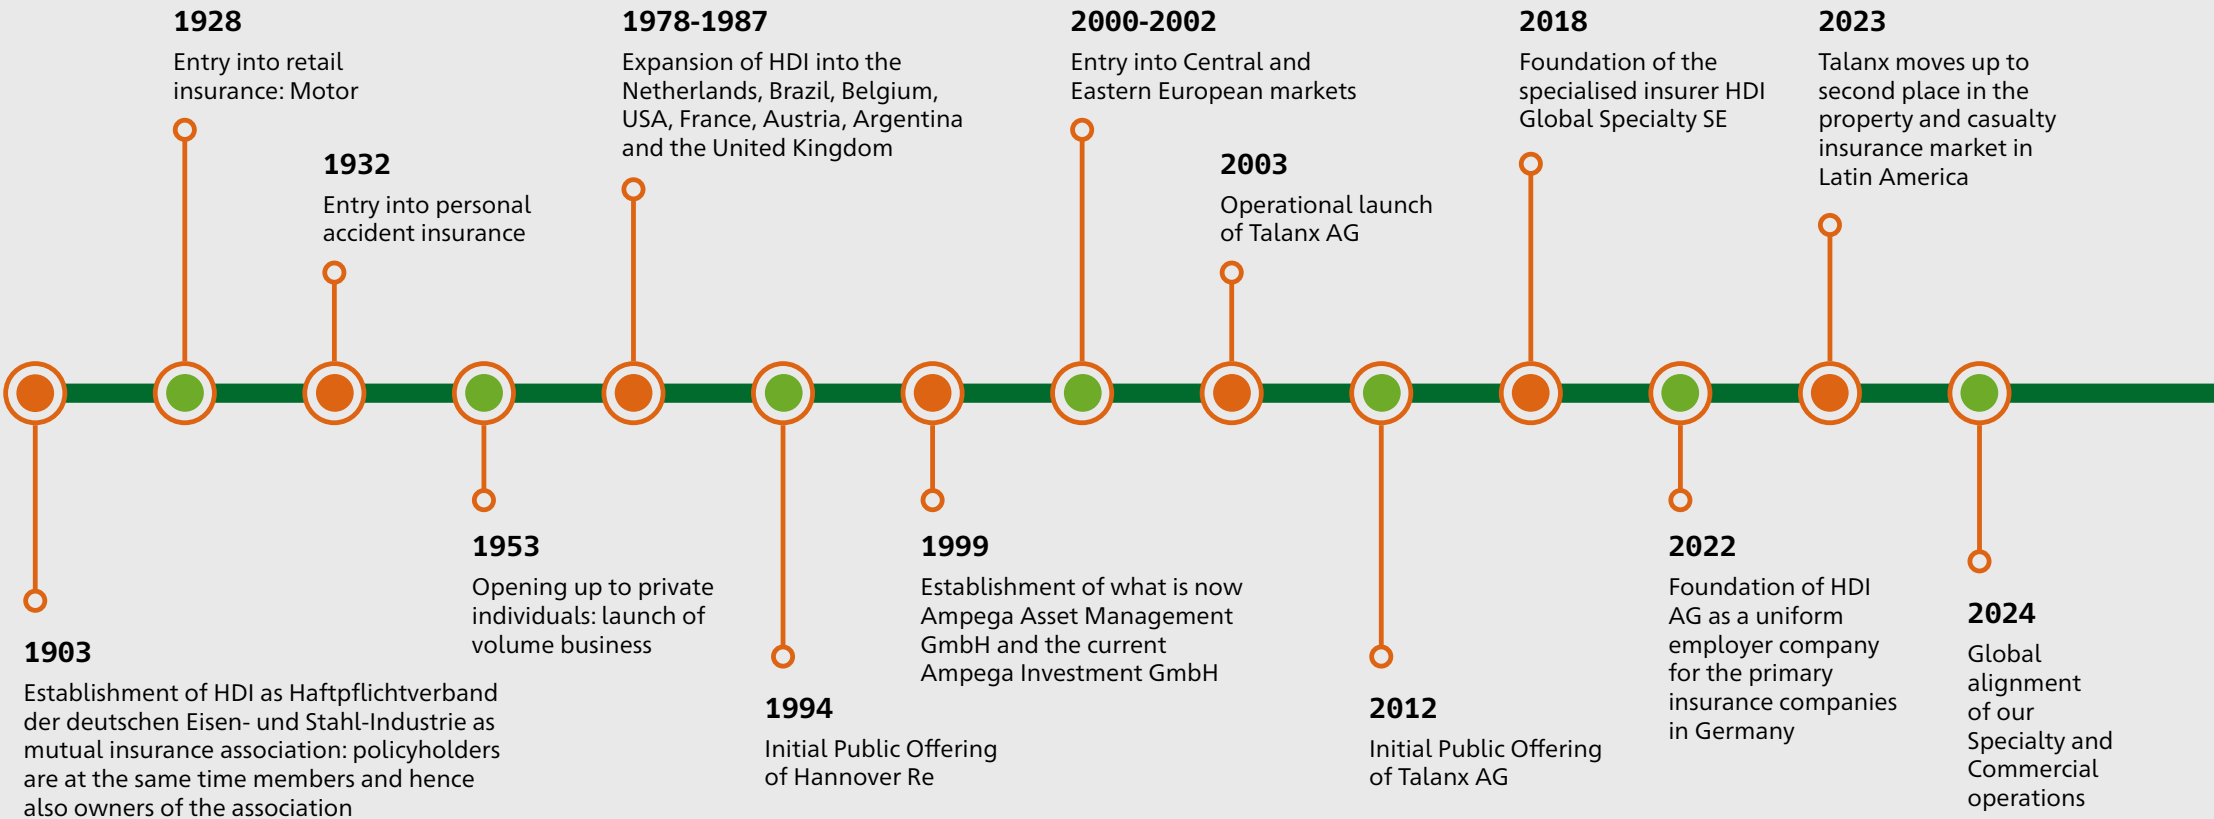 1903
Establishment of HDI as Haftpflichtverband
der deutschen Eisen- und Stahl-Industrie as
mutual insurance association: policyholders
are at the same time members and hence
also owners of the association
1928
Entry into retail
insurance: Motor
1932
Entry into personal
accident insurance
1953
Opening up to private
individuals: launch of
volume business
1978-1987
Expansion of HDI into the
Netherlands, Brazil, Belgium,
USA, France, Austria, Argentina
and the United Kingdom
1994
Initial Public Offering
of Hannover Re
1999
Establishment of what is now
Ampega Asset Management
GmbH and the current
Ampega Investment GmbH
2000-2002
Entry into Central and
Eastern European markets
2003
Operational launch
of Talanx AG
2012
Initial Public Offering
of Talanx AG
2018
Foundation of the
specialised insurer HDI
Global Specialty SE
2022
Foundation of HDI
AG as a uniform
employer company
for the primary
insurance companies
in Germany
2023
Talanx moves up to
second place in the
property and casualty
insurance market in
Latin America
2024
Global
alignment
of our
Specialty and
Commercial
operations